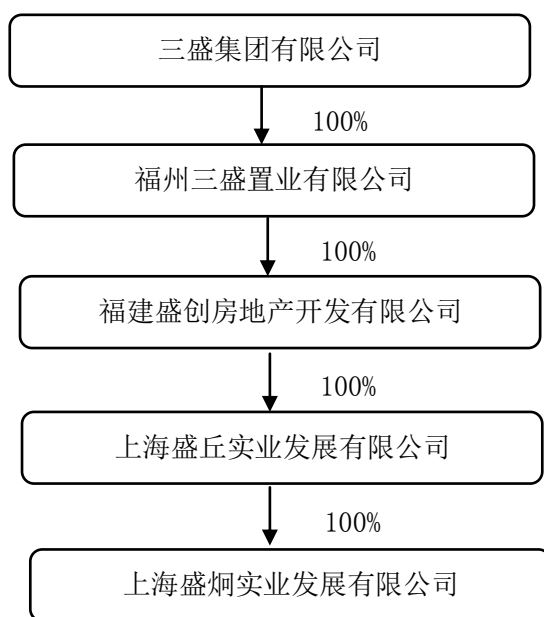 三盛集团有限公司
100%
福州三盛置业有限公司
100%
福建盛创房地产开发有限公司
100%
上海盛丘实业发展有限公司
100%
上海盛炯实业发展有限公司